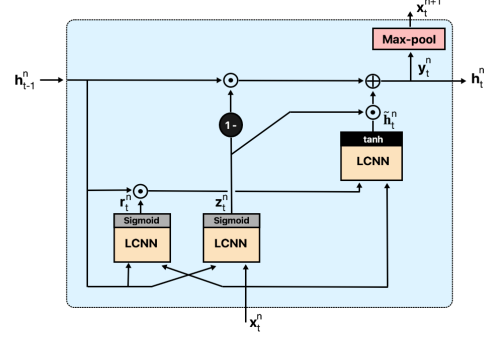 x_t^{n+1}
Max-pool
h_{t-1}^n
y_t^n
h_t^n
1 -
h̃_t^n
tanh
LCNN
r_t^n
z_t^n
Sigmoid
Sigmoid
LCNN
LCNN
x_t^n